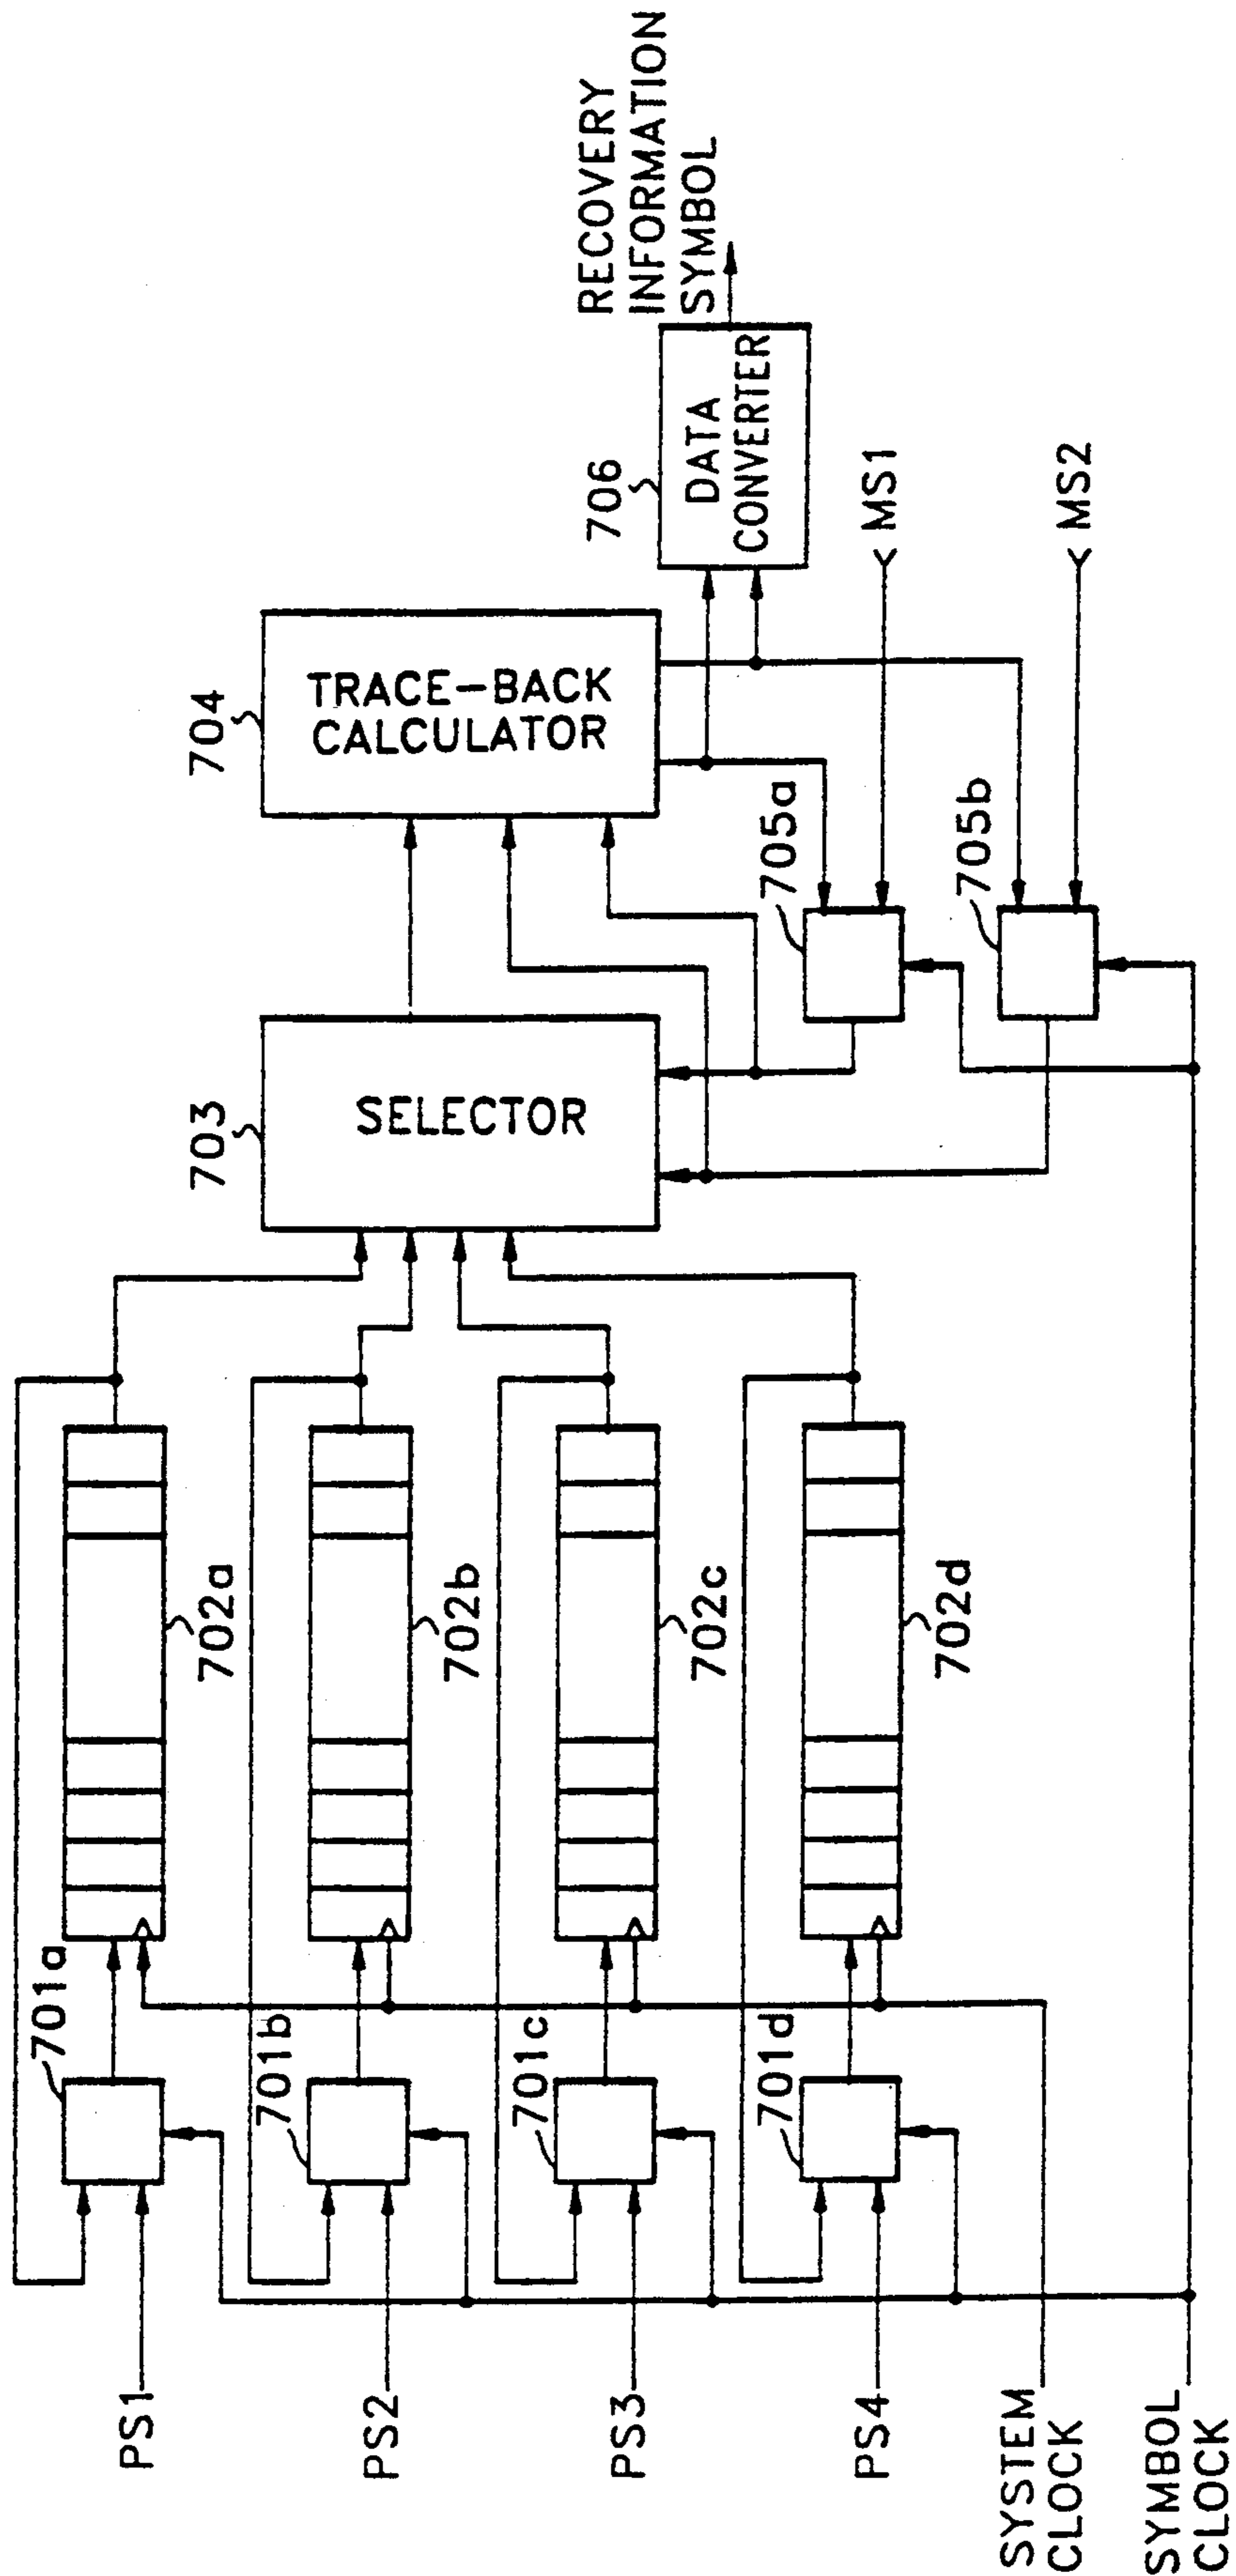 PS1
PS2
PS3
PS4
SYSTEM
CLOCK
SYMBOL
CLOCK
701a
701b
701c
701d
702a
702b
702c
702d
703
SELECTOR
704
TRACE-BACK
CALCULATOR
705a
705b
706
DATA
CONVERTER
MS1
MS2
RECOVERY
INFORMATION
SYMBOL